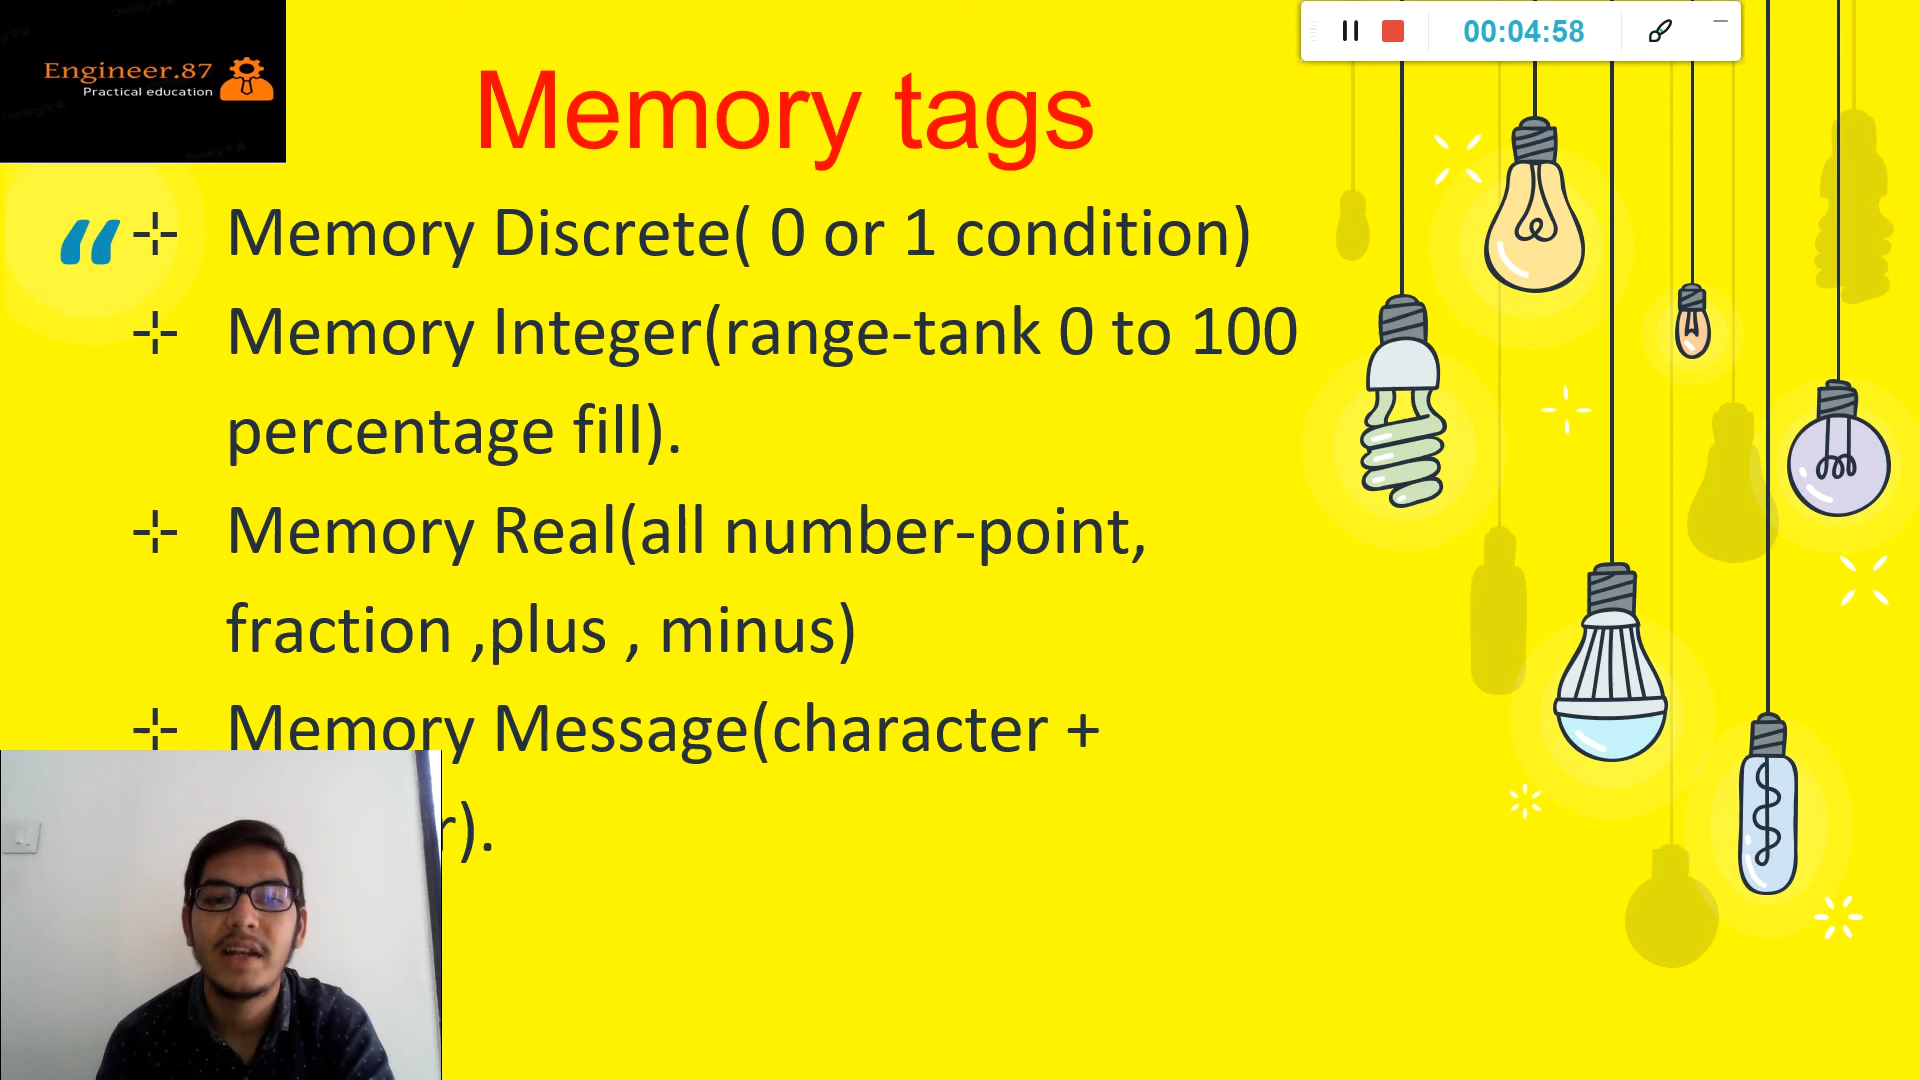 Engineer.87
Practical education
00:04:58
Memory tags
“
Memory Discrete( 0 or 1 condition)
Memory Integer(range-tank 0 to 100
percentage fill).
Memory Real(all number-point,
fraction ,plus , minus)
Memory Message(character +
r).